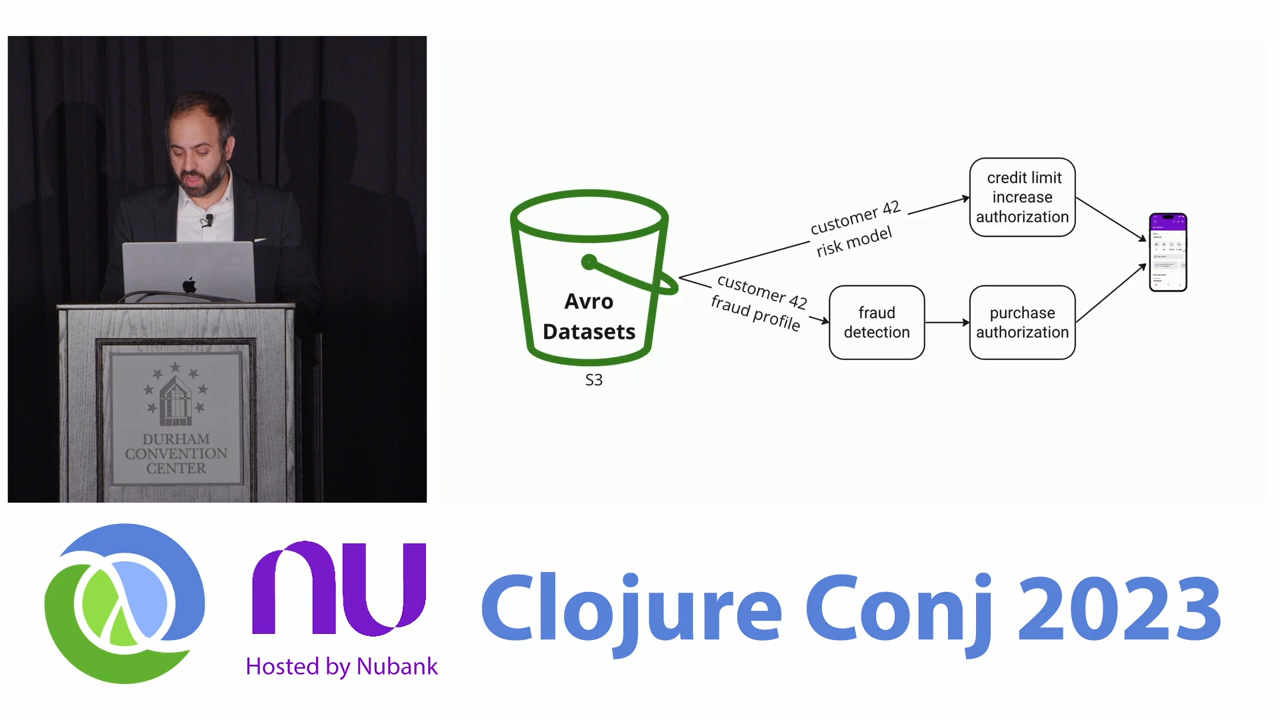 DURHAM
CONVENTION
CENTER
Avro
Datasets
S3
customer 42
risk model
customer 42
fraud profile
credit limit
increase
authorization
fraud
detection
purchase
authorization
nu
Hosted by Nubank
Clojure Conj 2023